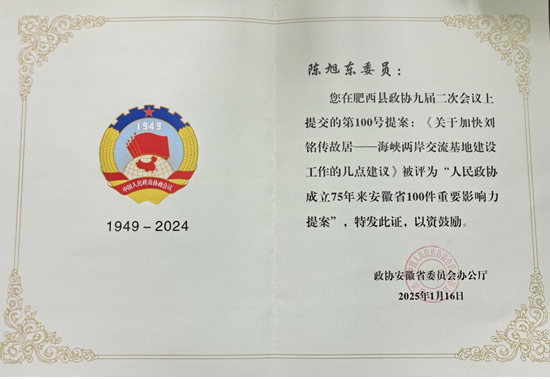 1949
中国人民政治协商会议
1949－2024
陈旭东委员：
您在肥西县政协九届二次会议上
提交的第100号提案：《关于加快刘
铭传故居——海峡两岸交流基地建设
工作的几点建议》被评为“人民政协
成立75年来安徽省100件重要影响力
提案”，特发此证，以资鼓励。
政协安徽省委员会办公厅
2025年1月16日